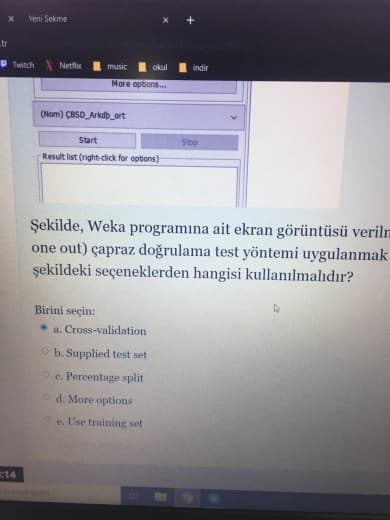 Yeni Sekme
.tr
Twitch Netflix music okul indir
More options...
(Nom) ÇBSD_Arkdþ_ort
Start Stop
Result list (right-click for options)
Şekilde, Weka programına ait ekran görüntüsü veriln
one out) çapraz doğrulama test yöntemi uygulanmak
şekildeki seçeneklerden hangisi kullanılmalıdır?
Birini seçin:
a. Cross-validation
b. Supplied test set
c. Percentage split
d. More options
e. Use training set
:14